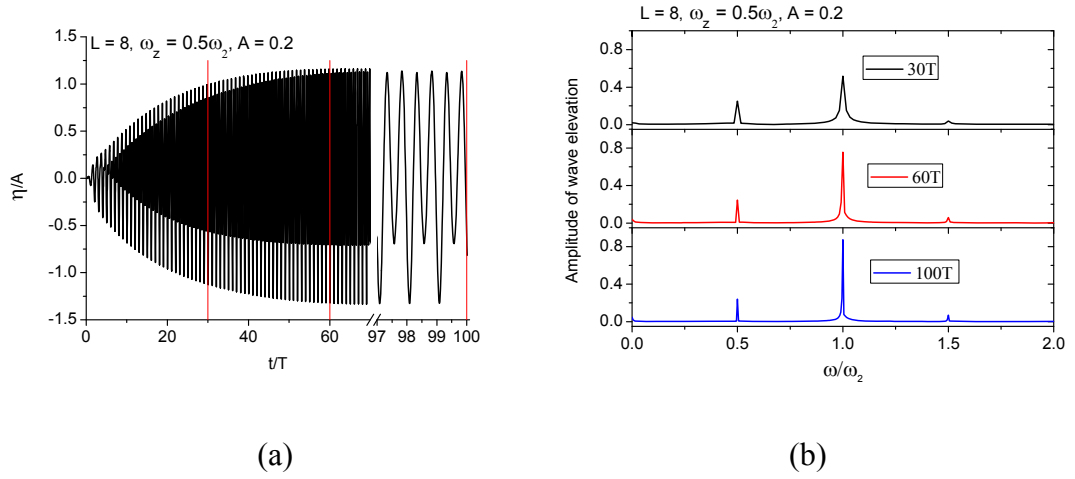 L = 8, ω_z = 0.5ω_2, A = 0.2
1.5
1.0
0.5
0.0
-0.5
-1.0
-1.5
η/A
0 20 40 60 97 98 99 100
t/T
(a)
L = 8, ω_z = 0.5ω_2, A = 0.2
Amplitude of wave elevation
0.8
0.4
0.0
30T
0.8
0.4
0.0
60T
0.8
0.4
0.0
100T
0.0 0.5 1.0 1.5 2.0
ω/ω_2
(b)